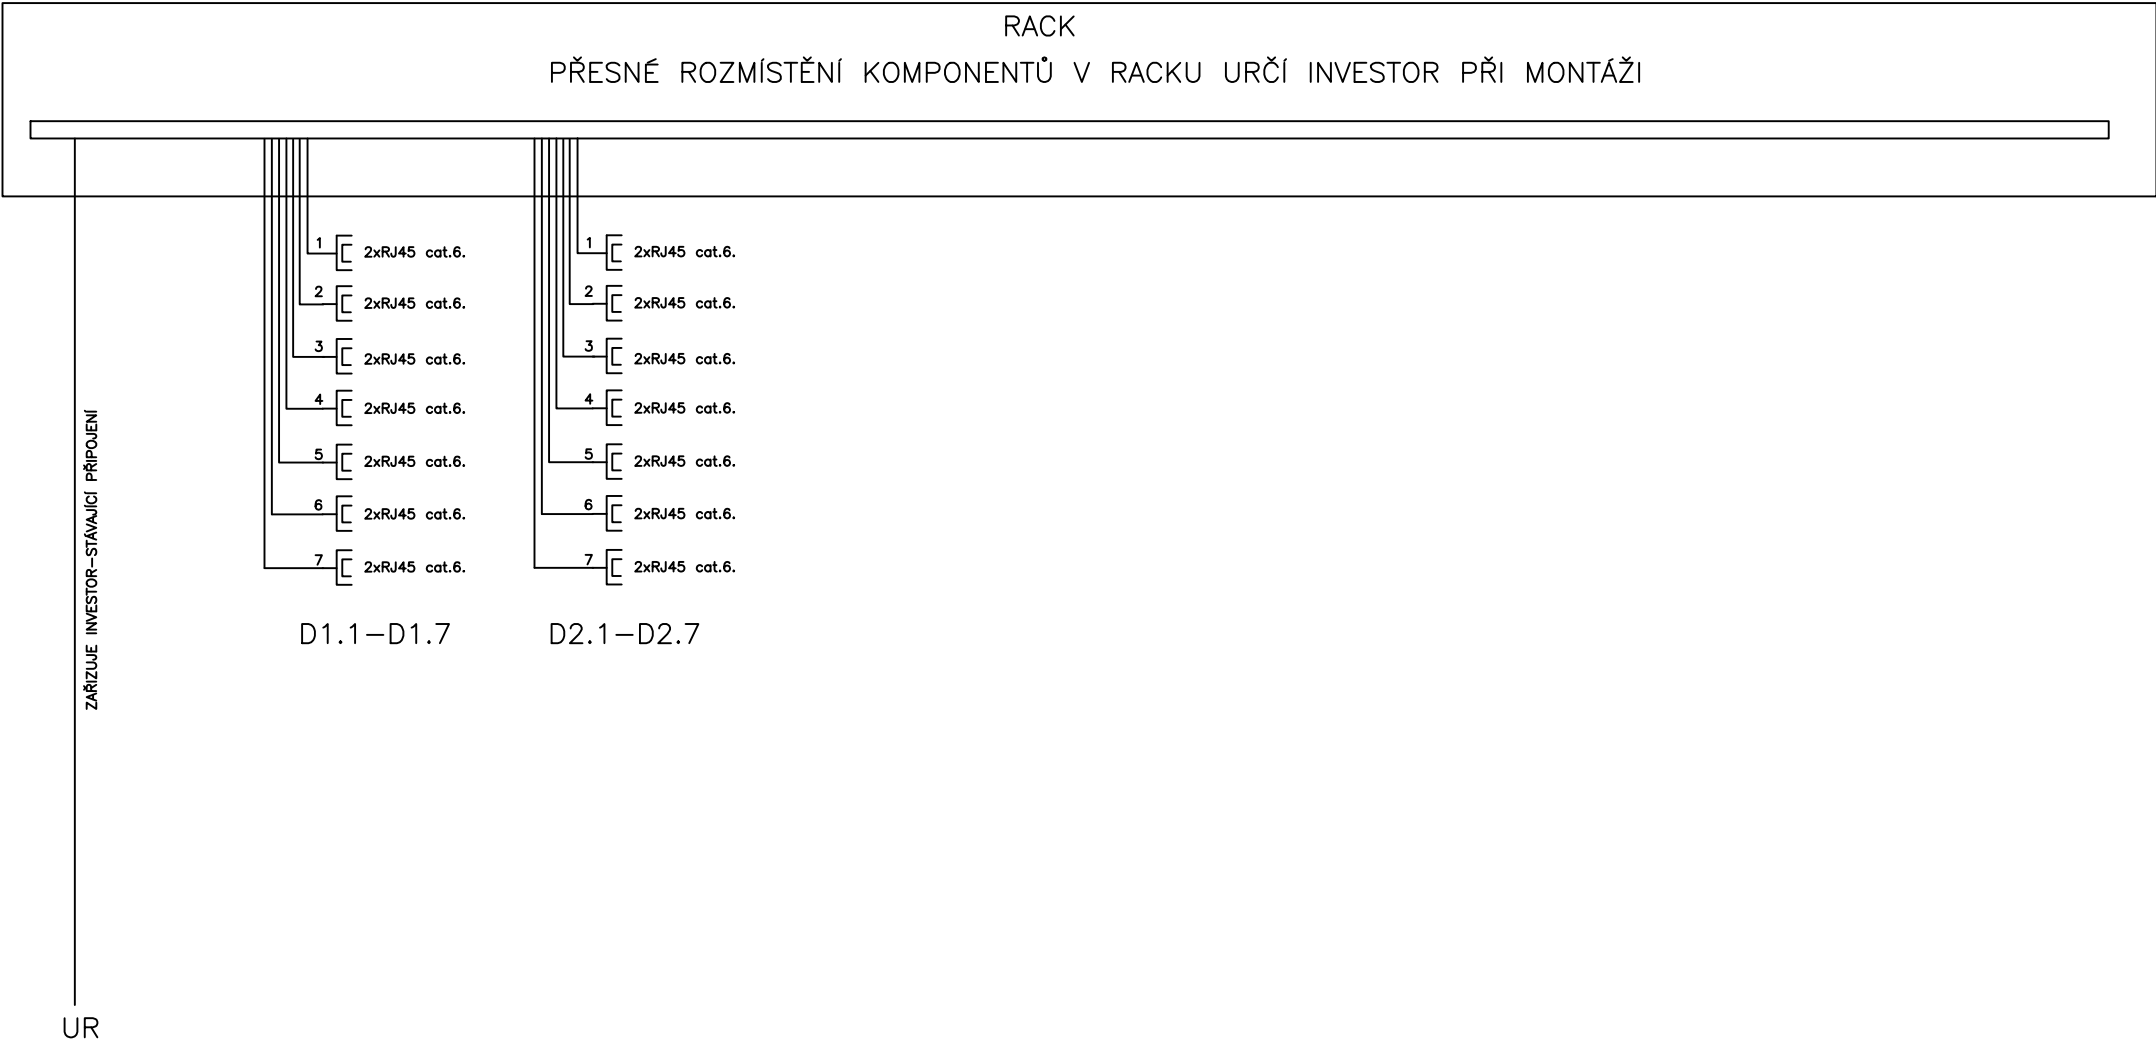 RACK
PŘESNÉ ROZMÍSTĚNÍ KOMPONENTŮ V RACKU URČÍ INVESTOR PŘI MONTÁŽI
ZAŘIZUJE INVESTOR-STÁVAJÍCÍ PŘIPOJENÍ
UR
1 2xRJ45 cat.6.
2 2xRJ45 cat.6.
3 2xRJ45 cat.6.
4 2xRJ45 cat.6.
5 2xRJ45 cat.6.
6 2xRJ45 cat.6.
7 2xRJ45 cat.6.
D1.1-D1.7
1 2xRJ45 cat.6.
2 2xRJ45 cat.6.
3 2xRJ45 cat.6.
4 2xRJ45 cat.6.
5 2xRJ45 cat.6.
6 2xRJ45 cat.6.
7 2xRJ45 cat.6.
D2.1-D2.7